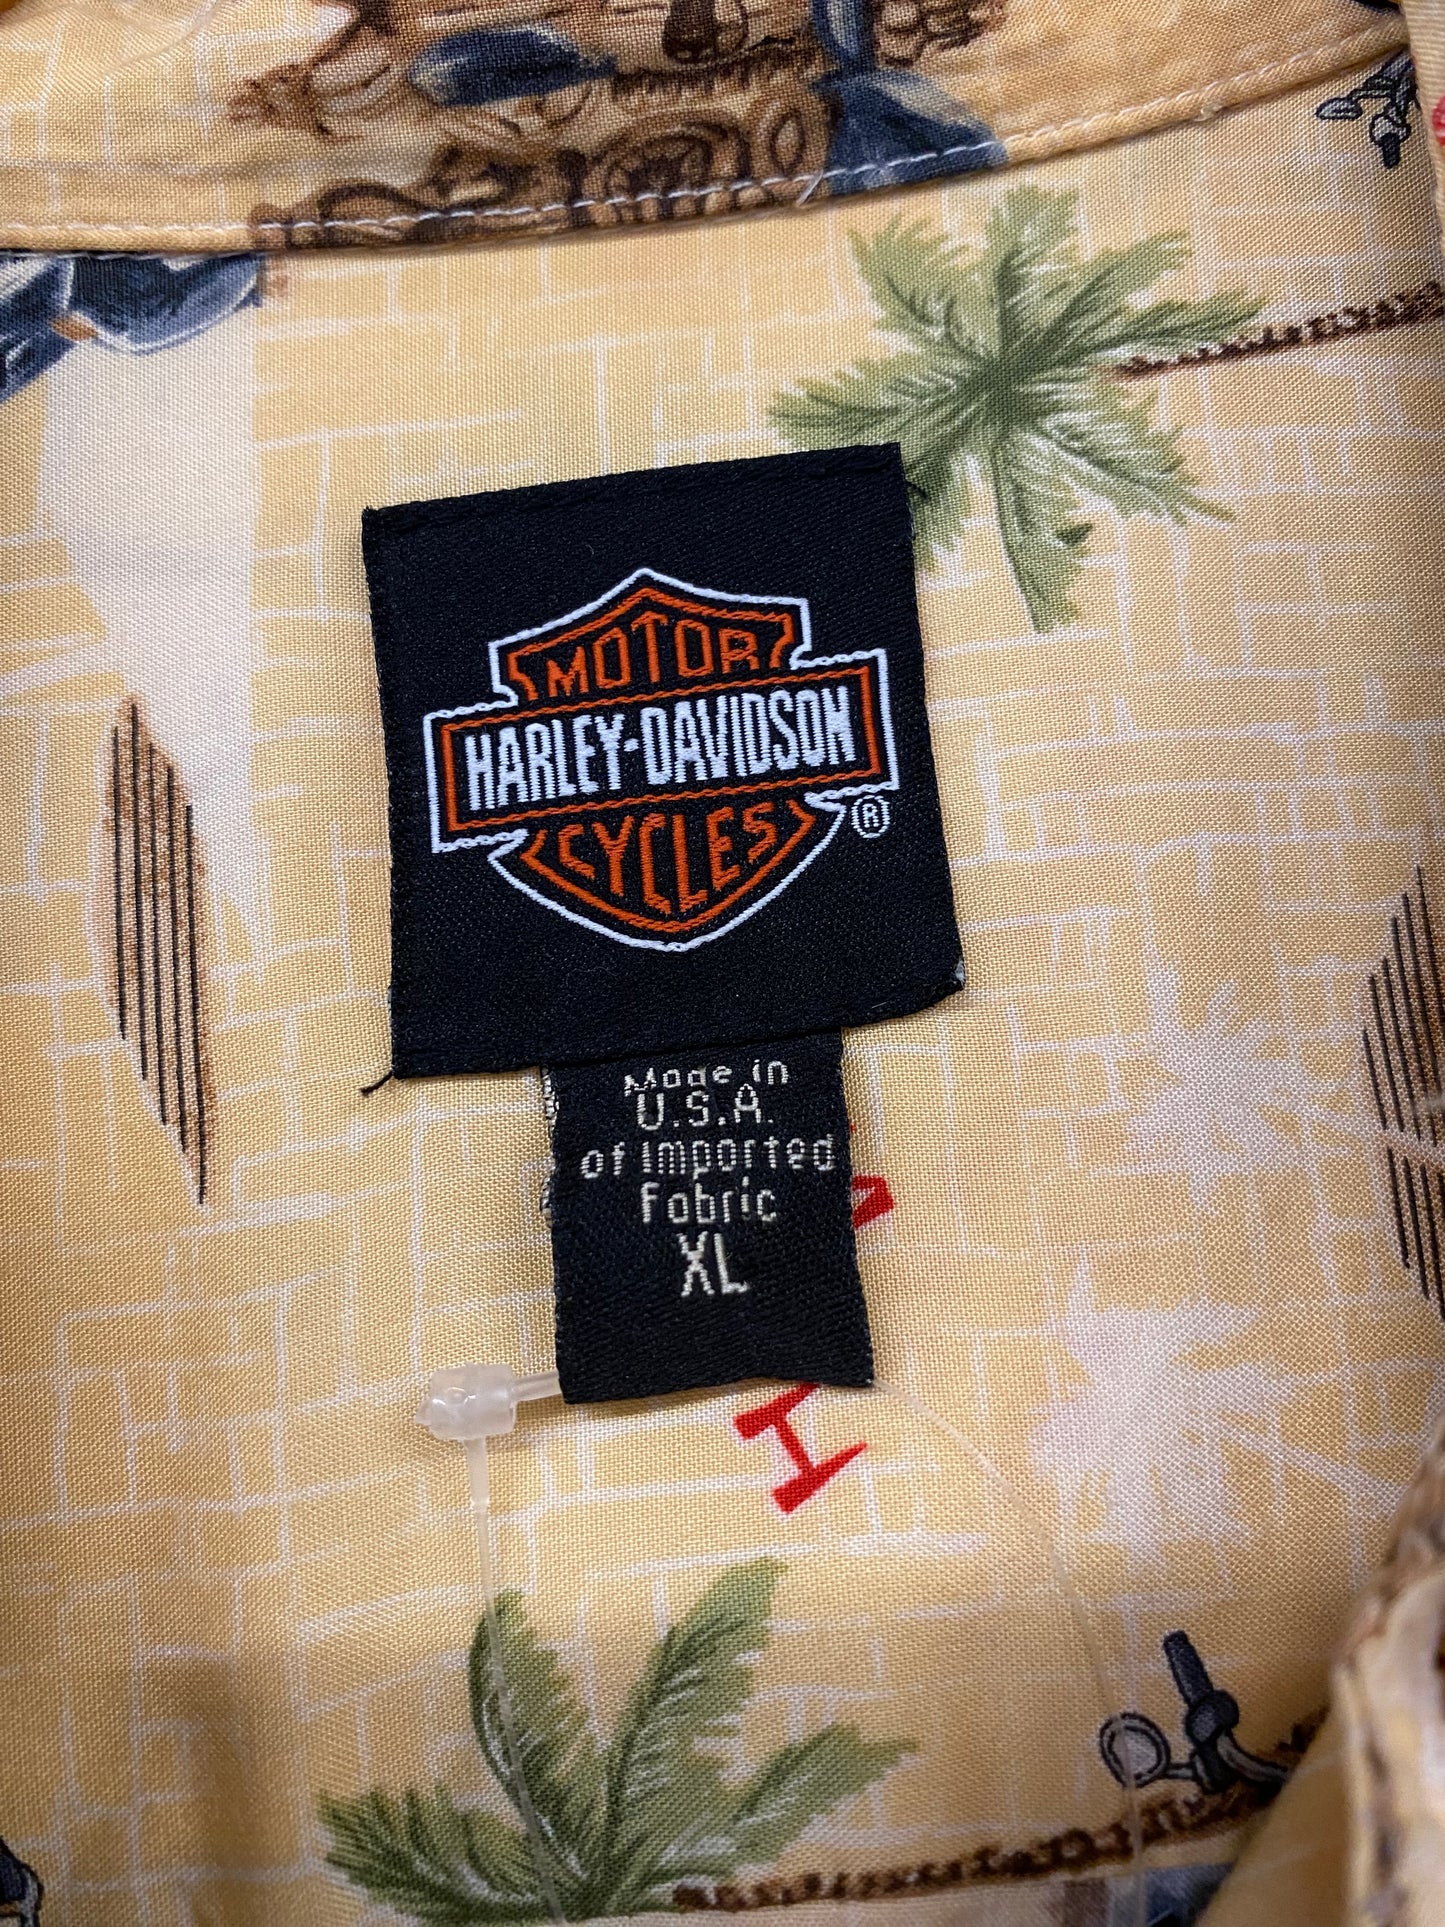 MOTOR
HARLEY-DAVIDSON
CYCLES
®
Made in
U.S.A.
of Imported
Fabric
XL